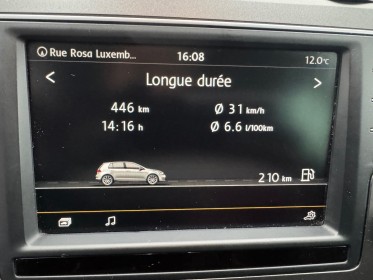 Rue Rosa Luxemb... 16:08 12.0°C
< Longue durée >
446 km Ø 31 km/h
14:16 h Ø 6.6 l/100km
210 km